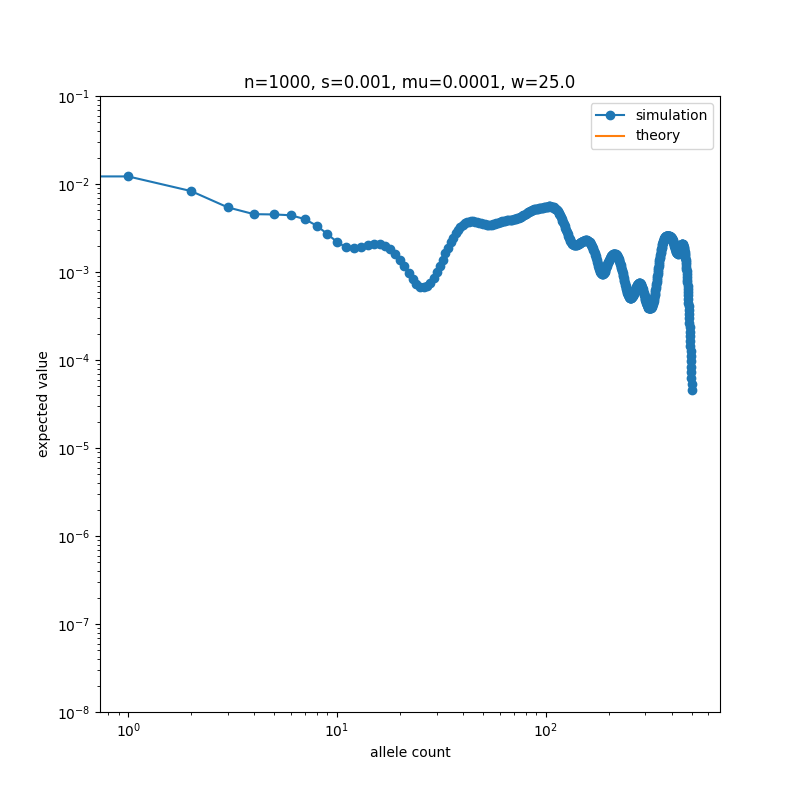 n=1000, s=0.001, mu=0.0001, w=25.0
simulation
theory
expected value
10⁻¹
10⁻²
10⁻³
10⁻⁴
10⁻⁵
10⁻⁶
10⁻⁷
10⁻⁸
10⁰
10¹
10²
allele count